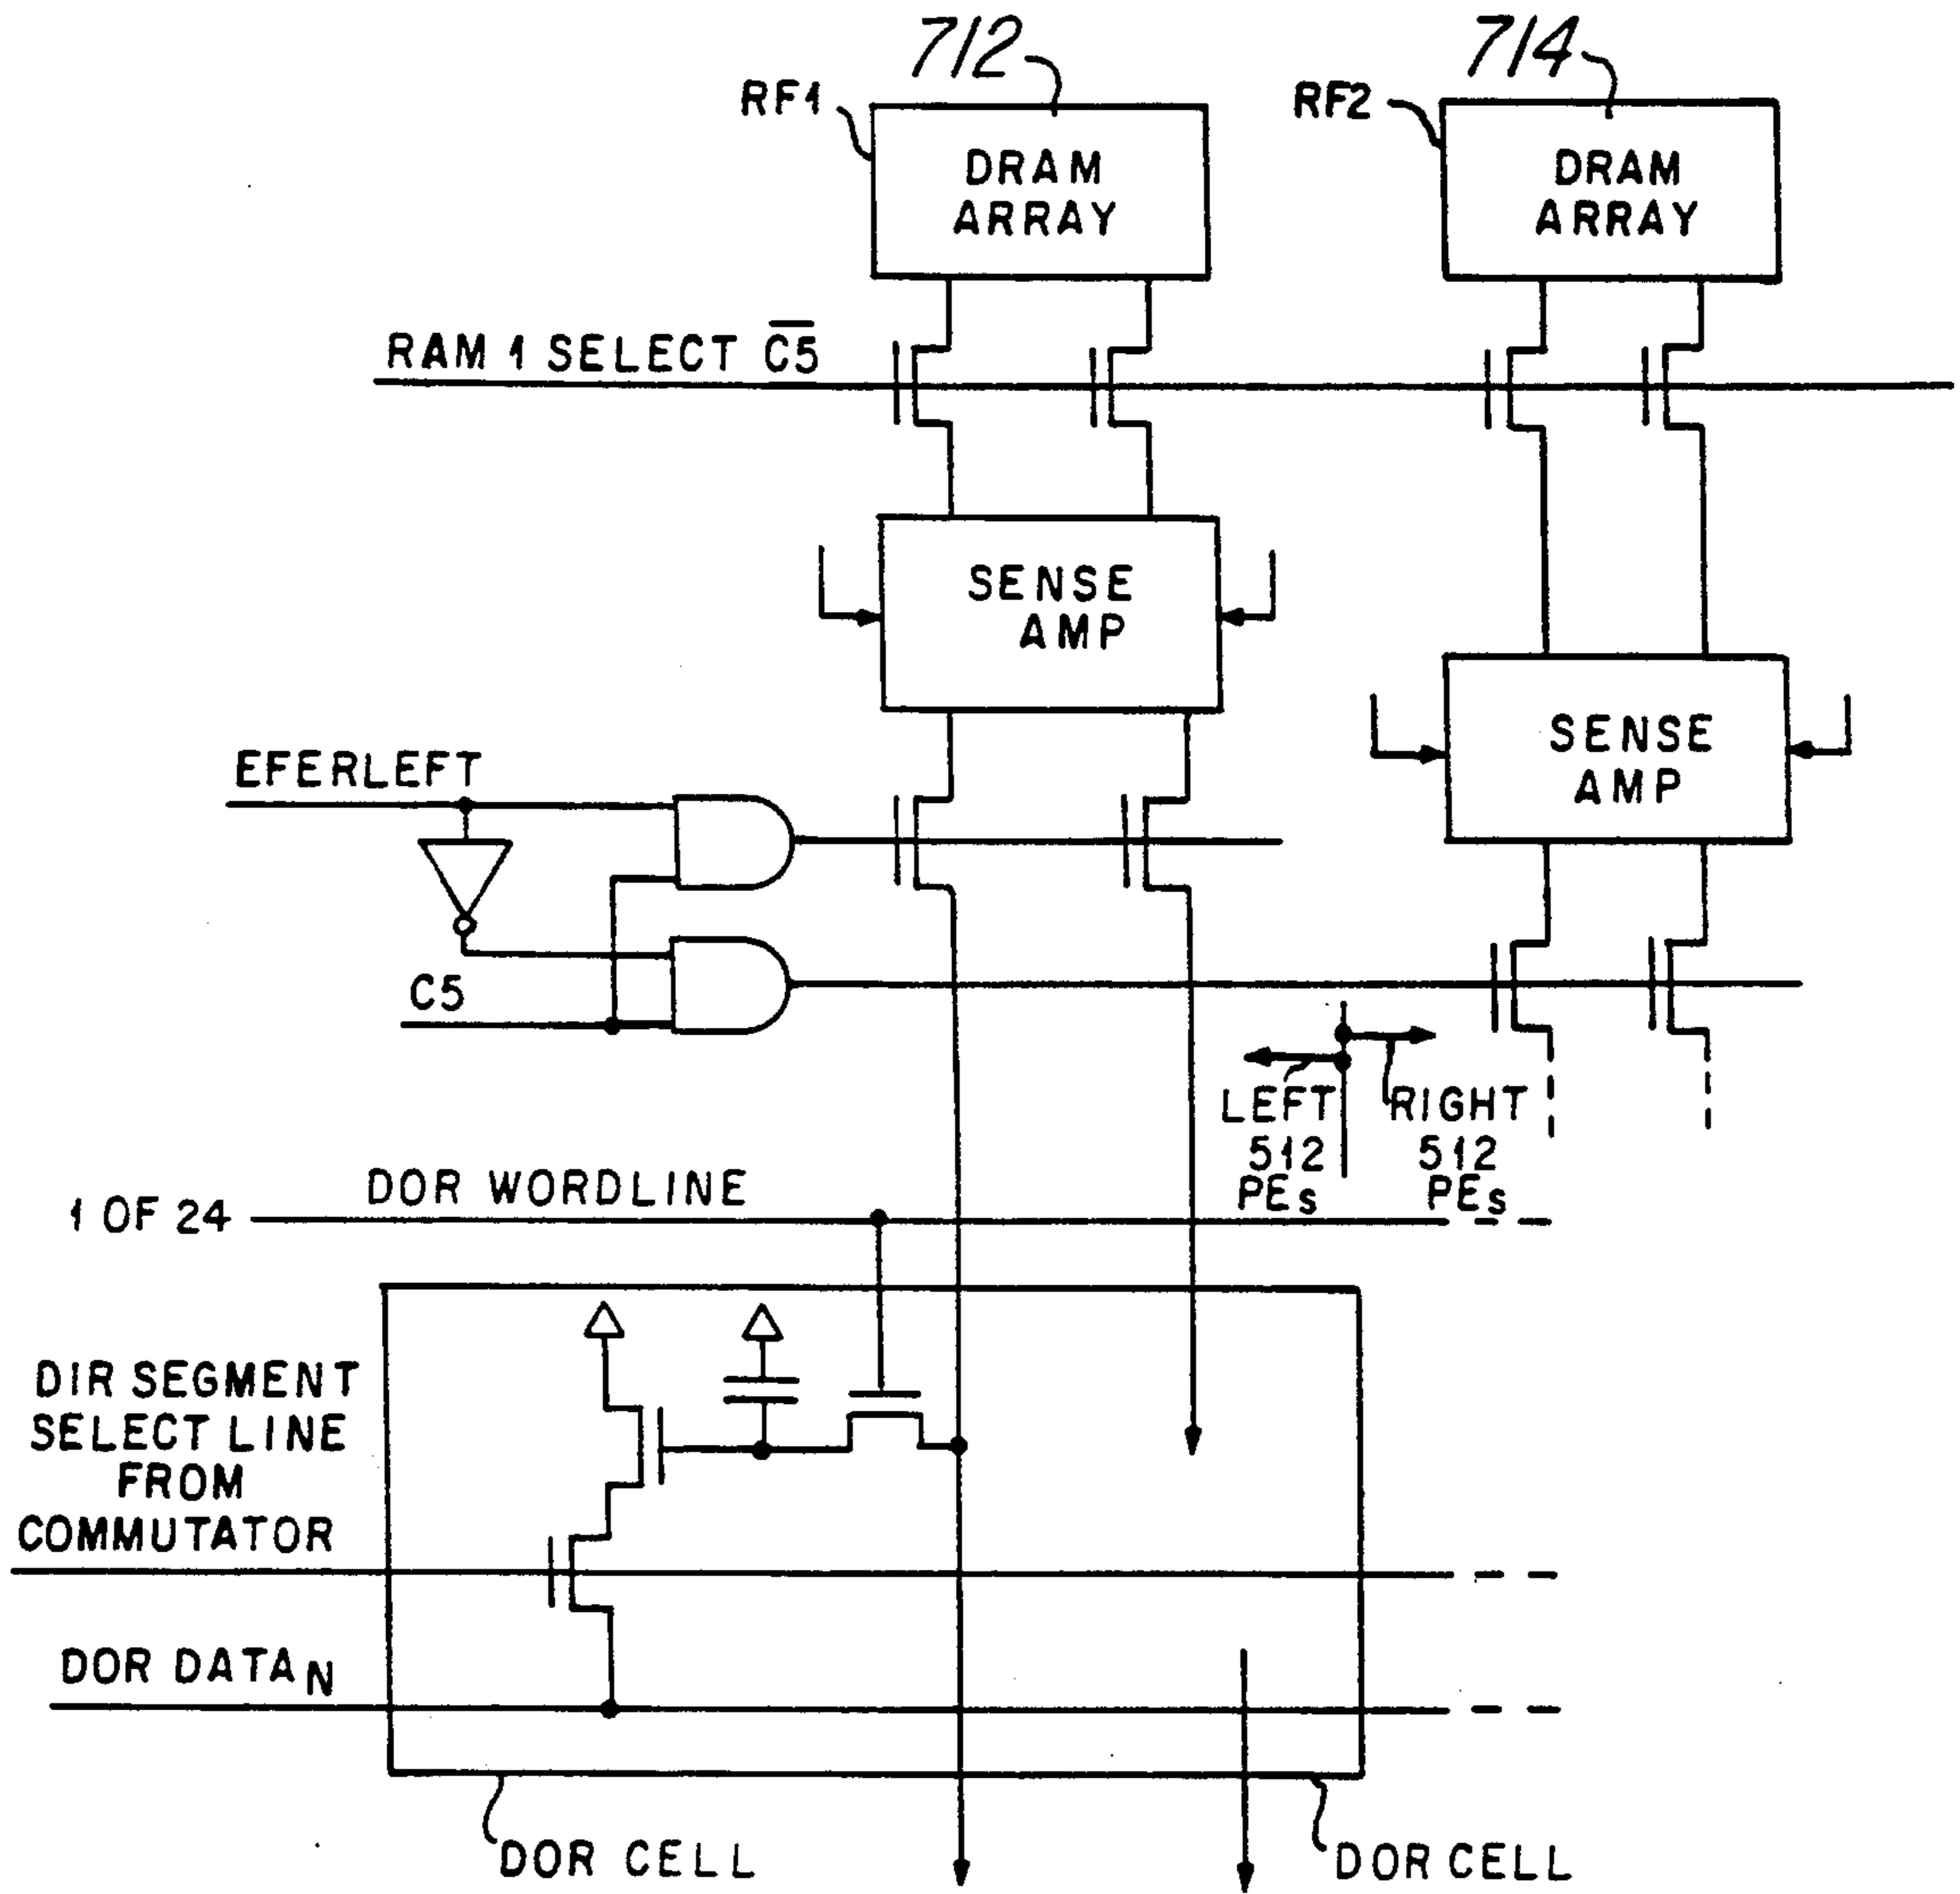 712
714
RF1
RF2
DRAM
ARRAY
DRAM
ARRAY
RAM 1 SELECT C̅5̅
SENSE
AMP
SENSE
AMP
EFERLEFT
C5
LEFT
512
PEs
RIGHT
512
PEs
DOR WORDLINE
1 OF 24
DIR SEGMENT
SELECT LINE
FROM
COMMUTATOR
DOR DATA_N
DOR CELL
DOR CELL